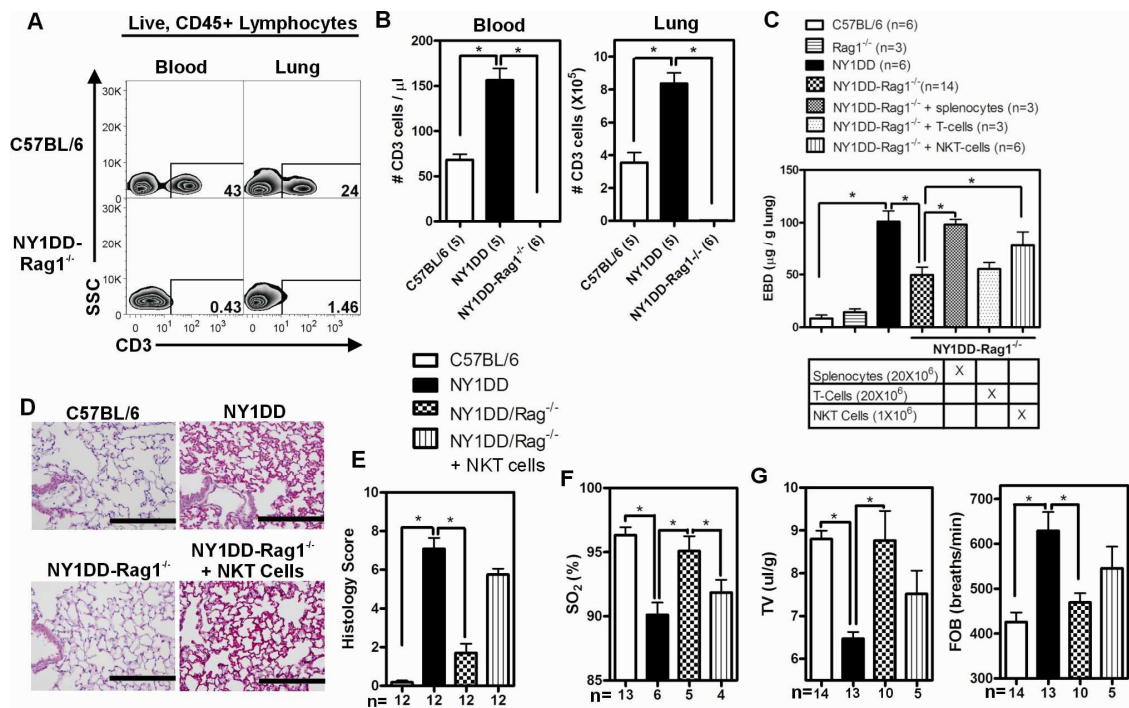 A
Live, CD45+ Lymphocytes
Blood
Lung
C57BL/6
NY1DD-
Rag1-/-
SSC
CD3
30K
20K
10K
0
43
24
30K
20K
10K
0
0.43
1.46
0 10¹ 10² 10³
0 10¹ 10² 10³
B
Blood
# CD3 cells / µl
200
150
100
50
0
* *
C57BL/6 (5)
NY1DD (5)
NY1DD-Rag1-/- (6)
Lung
# CD3 cells (X10⁵)
10
8
6
4
2
0
* *
C57BL/6 (5)
NY1DD (5)
NY1DD-Rag1-/- (6)
C
C57BL/6 (n=6)
Rag1-/- (n=3)
NY1DD (n=6)
NY1DD-Rag1-/- (n=14)
NY1DD-Rag1-/- + splenocytes (n=3)
NY1DD-Rag1-/- + T-cells (n=3)
NY1DD-Rag1-/- + NKT-cells (n=6)
EBD (µg / g lung)
150
100
50
0
* * * *
NY1DD-Rag1-/-
Splenocytes (20X10⁶) X
T-Cells (20X10⁶) X
NKT Cells (1X10⁶) X
C57BL/6
NY1DD
NY1DD/Rag-/-
NY1DD/Rag-/-
+ NKT cells
D
C57BL/6
NY1DD
NY1DD-Rag1-/-
NY1DD-Rag1-/-
+ NKT Cells
E
Histology Score
10
8
6
4
2
0
* *
n= 12 12 12 12
F
SO₂ (%)
100
95
90
85
* * *
n= 13 6 5 4
G
TV (ul/g)
9
8
7
6
* *
n= 14 13 10 5
FOB (breaths/min)
700
600
500
400
300
* *
n= 14 13 10 5